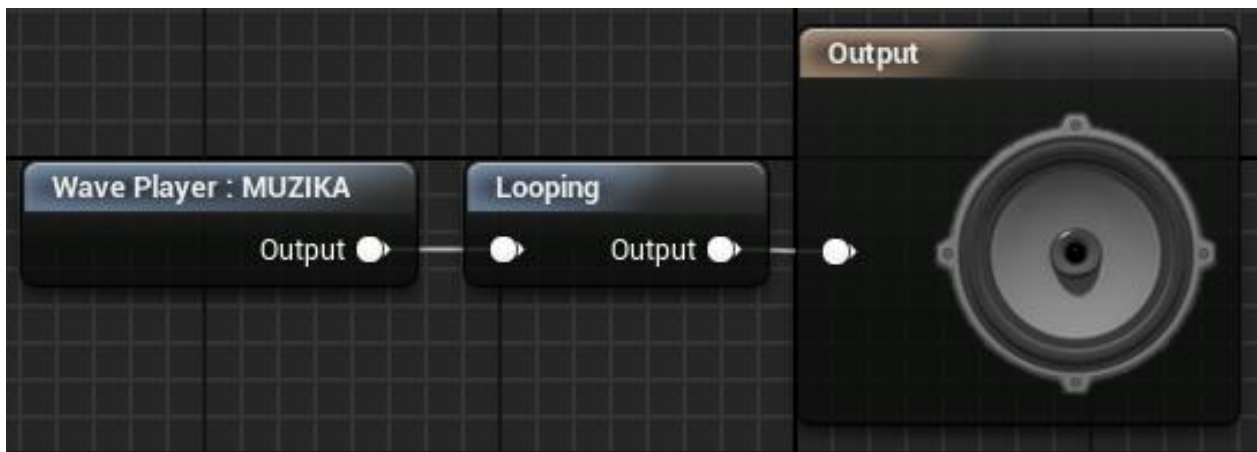 Output
Wave Player : MUZIKA
Output
Looping
Output